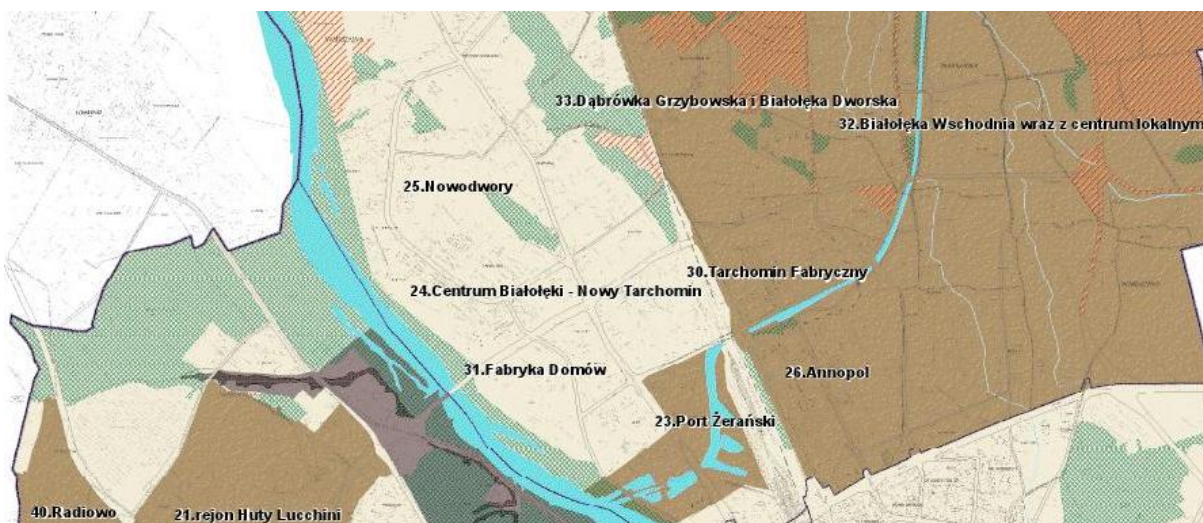 33.Dąbrówka Grzybowska i Białołęka Dworska
32.Białołęka Wschodnia wraz z centrum lokalnym
25.Nowodwory
30.Tarchomin Fabryczny
24.Centrum Białołęki - Nowy Tarchomin
31.Fabryka Domów
26.Annopol
23.Port Żerański
40.Radiowo
21.rejon Huty Lucchini